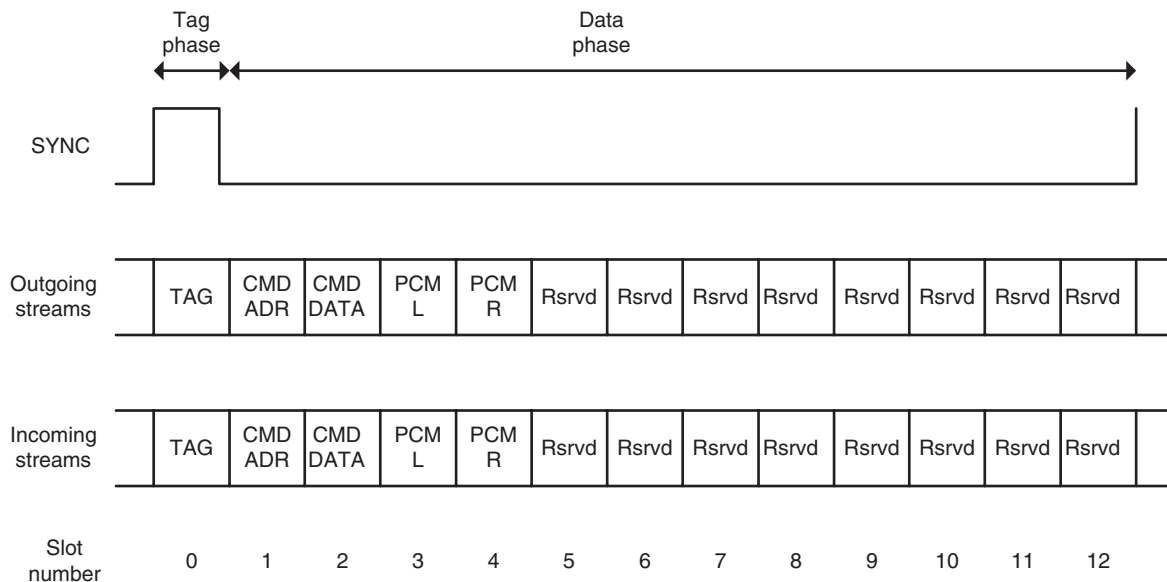 Tag
phase
Data
phase
SYNC
Outgoing
streams
TAG
CMD
ADR
CMD
DATA
PCM
L
PCM
R
Rsrvd
Rsrvd
Rsrvd
Rsrvd
Rsrvd
Rsrvd
Rsrvd
Rsrvd
Incoming
streams
TAG
CMD
ADR
CMD
DATA
PCM
L
PCM
R
Rsrvd
Rsrvd
Rsrvd
Rsrvd
Rsrvd
Rsrvd
Rsrvd
Rsrvd
Slot
number
0 1 2 3 4 5 6 7 8 9 10 11 12